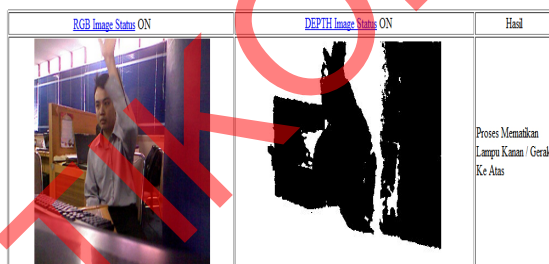 RGB Image Status ON
DEPTH Image Status ON
Hasil
Proses Mematikan
Lampu Kanan / Gerak
Ke Atas